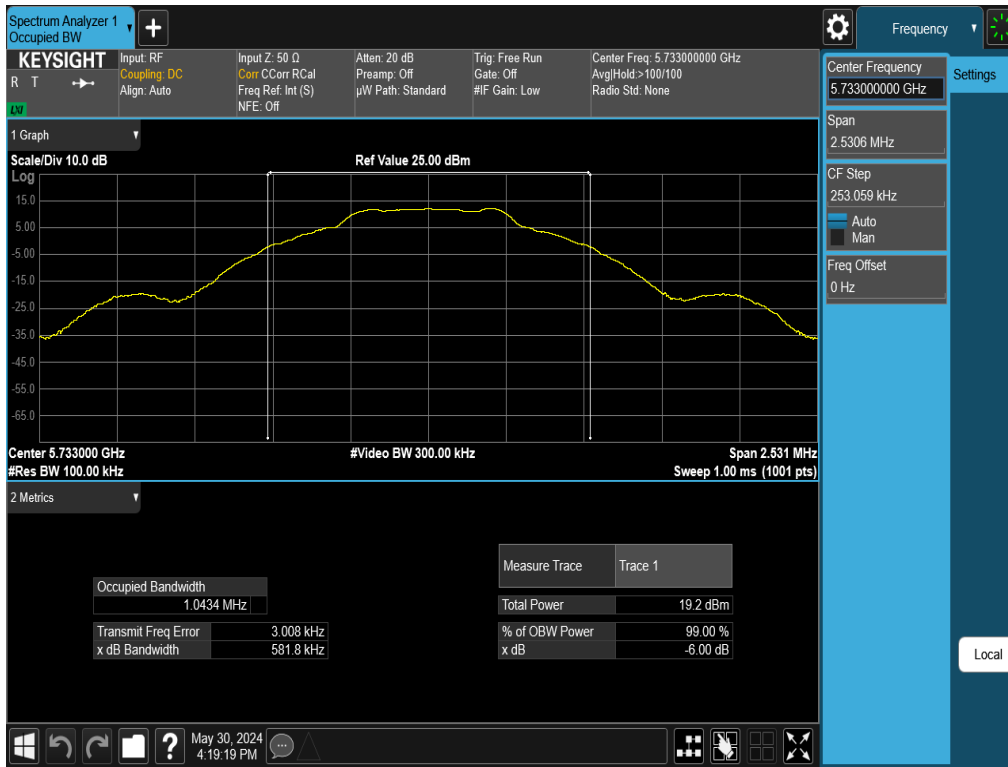 Spectrum Analyzer 1
Occupied BW
Frequency
KEYSIGHT
R T
LXI
Input: RF
Coupling: DC
Align: Auto
Input Z: 50 Ω
Corr CCorr RCal
Freq Ref: Int (S)
NFE: Off
Atten: 20 dB
Preamp: Off
µW Path: Standard
Trig: Free Run
Gate: Off
#IF Gain: Low
Center Freq: 5.733000000 GHz
Avg|Hold:>100/100
Radio Std: None
1 Graph
Scale/Div 10.0 dB
Ref Value 25.00 dBm
Log
15.0
5.00
-5.00
-15.0
-25.0
-35.0
-45.0
-55.0
-65.0
Center 5.733000 GHz
#Video BW 300.00 kHz
Span 2.531 MHz
#Res BW 100.00 kHz
Sweep 1.00 ms (1001 pts)
2 Metrics
Measure Trace Trace 1
Occupied Bandwidth
1.0434 MHz
Total Power 19.2 dBm
Transmit Freq Error 3.008 kHz
% of OBW Power 99.00 %
x dB Bandwidth 581.8 kHz
x dB -6.00 dB
Center Frequency
5.733000000 GHz
Settings
Span
2.5306 MHz
CF Step
253.059 kHz
Auto
Man
Freq Offset
0 Hz
Local
?
May 30, 2024
4:19:19 PM